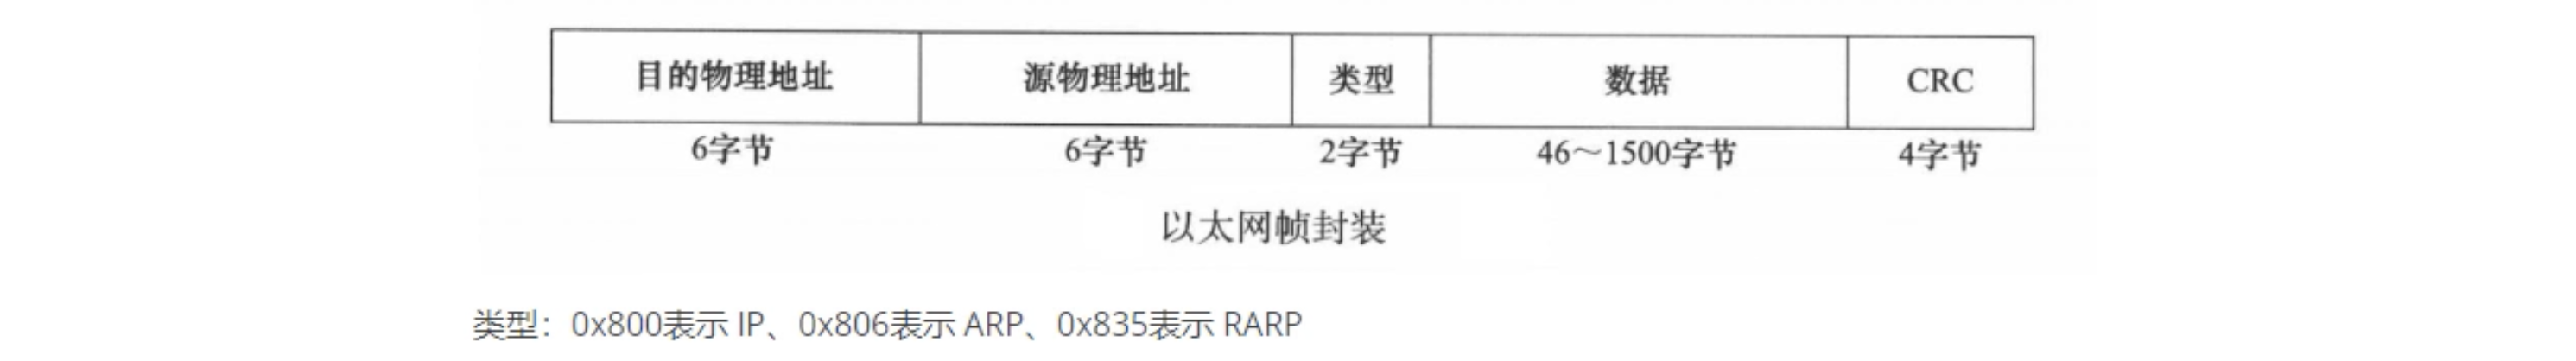 目的物理地址 源物理地址 类型 数据 CRC
6字节 6字节 2字节 46～1500字节 4字节
以太网帧封装
类型：0x800表示 IP、0x806表示 ARP、0x835表示 RARP